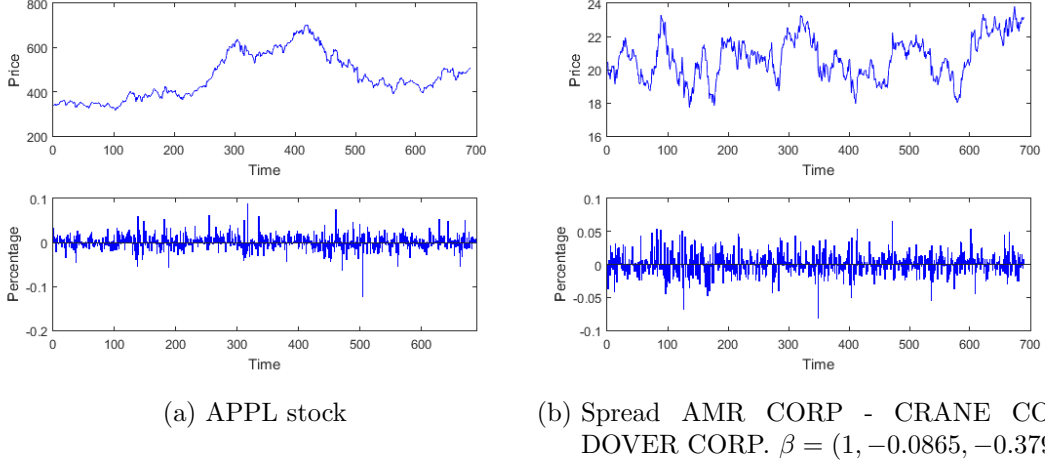 800
600
400
200
Price
0 100 200 300 400 500 600 700
Time
0.1
0
-0.1
-0.2
Percentage
0 100 200 300 400 500 600
Time
(a) APPL stock
24
22
20
18
16
Price
0 100 200 300 400 500 600 700
Time
0.1
0.05
0
-0.05
-0.1
Percentage
0 100 200 300 400 500 600 700
Time
(b) Spread AMR CORP - CRANE CO
DOVER CORP. β = (1, −0.0865, −0.379